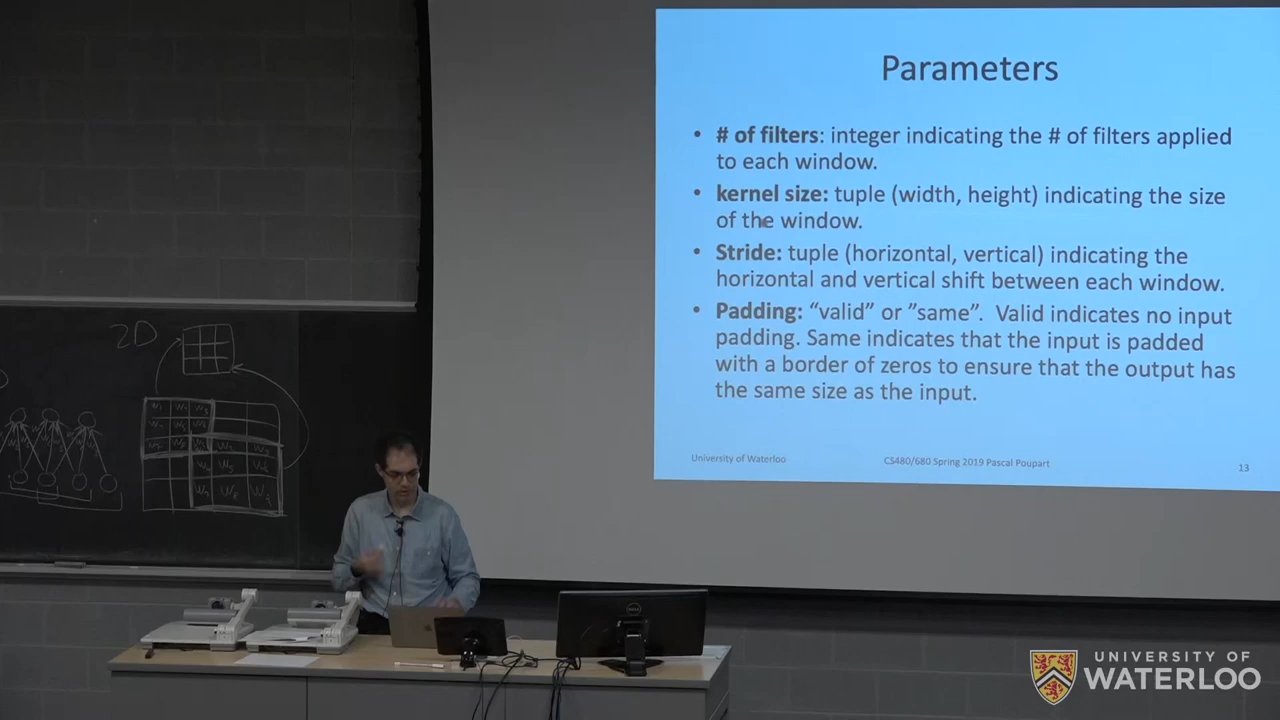 Parameters
• # of filters: integer indicating the # of filters applied
to each window.
• kernel size: tuple (width, height) indicating the size
of the window.
• Stride: tuple (horizontal, vertical) indicating the
horizontal and vertical shift between each window.
• Padding: “valid” or ”same”. Valid indicates no input
padding. Same indicates that the input is padded
with a border of zeros to ensure that the output has
the same size as the input.
University of Waterloo
CS480/680 Spring 2019 Pascal Poupart
13
2D
UNIVERSITY OF
WATERLOO